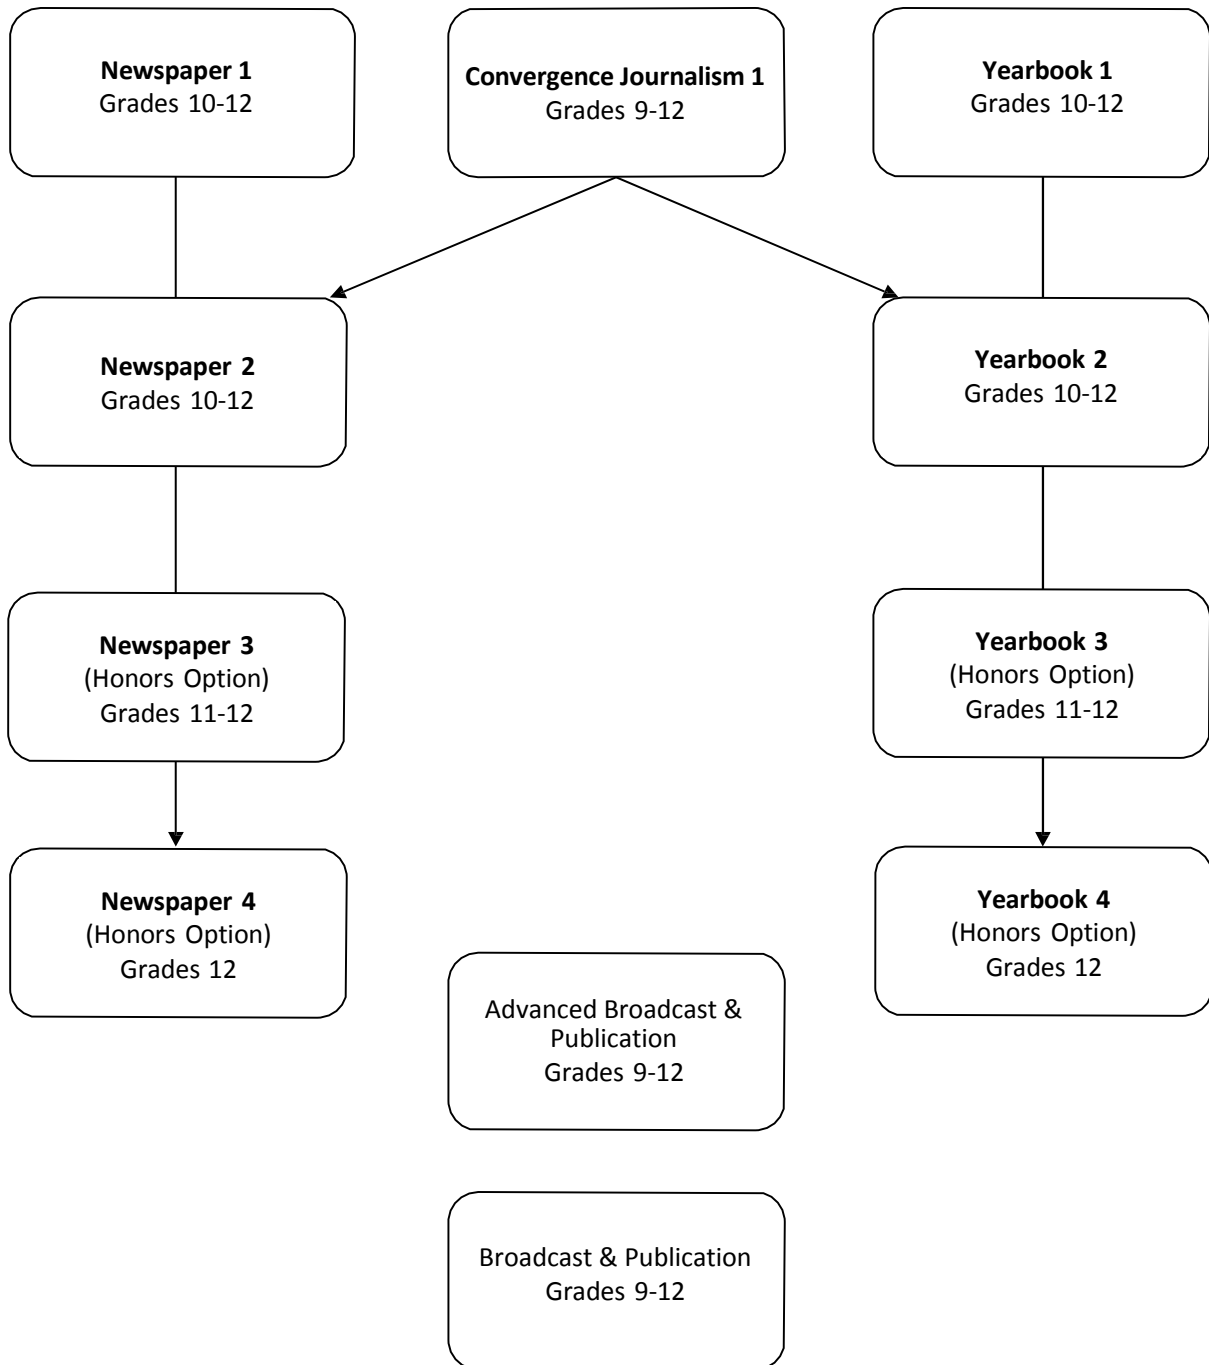 Newspaper 1
Grades 10-12
Convergence Journalism 1
Grades 9-12
Yearbook 1
Grades 10-12
Newspaper 2
Grades 10-12
Yearbook 2
Grades 10-12
Newspaper 3
(Honors Option)
Grades 11-12
Yearbook 3
(Honors Option)
Grades 11-12
Newspaper 4
(Honors Option)
Grades 12
Yearbook 4
(Honors Option)
Grades 12
Advanced Broadcast &
Publication
Grades 9-12
Broadcast & Publication
Grades 9-12